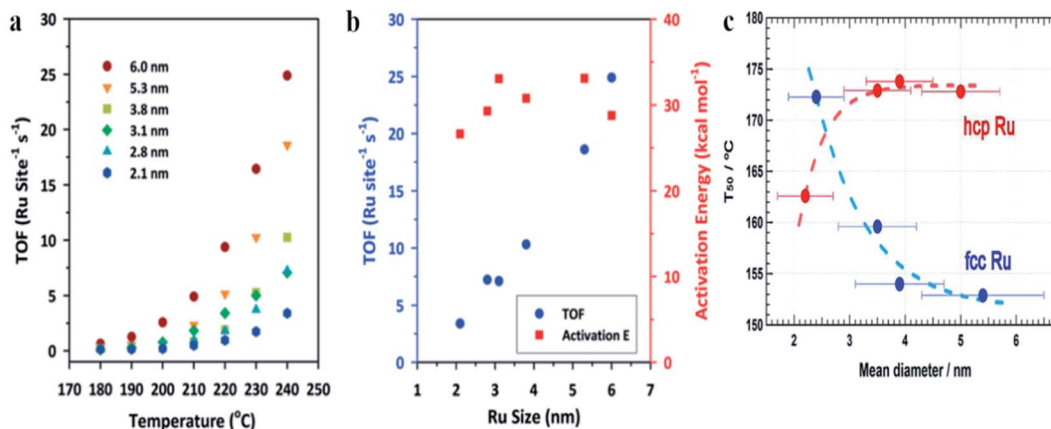 a
TOF (Ru Site⁻¹ s⁻¹)
30
25
20
15
10
5
0
6.0 nm
5.3 nm
3.8 nm
3.1 nm
2.8 nm
2.1 nm
170 180 190 200 210 220 230 240 250
Temperature (°C)
b
TOF (Ru Site⁻¹ s⁻¹)
30
25
20
15
10
5
0
TOF
Activation E
40
30
20
10
0
Activation Energy (kcal mol⁻¹)
1 2 3 4 5 6 7
Ru Size (nm)
c
T₅₀ / °C
180
175
170
165
160
155
150
hcp Ru
fcc Ru
2 3 4 5 6
Mean diameter / nm